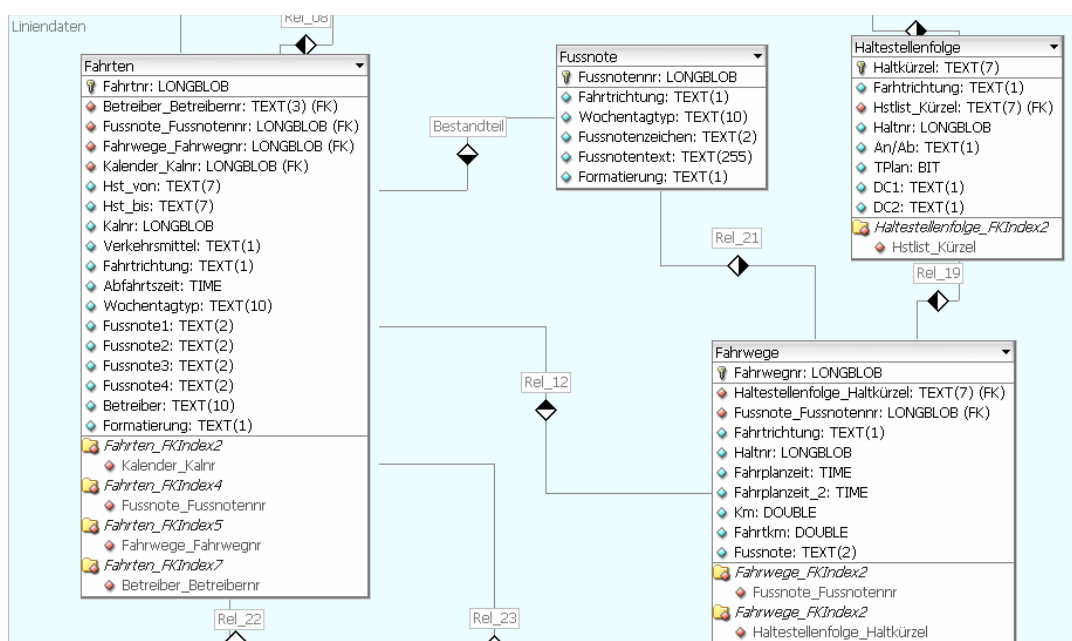 Liniendaten
Rel_08
Fahrten
Fahrtnr: LONGBLOB
Betreiber_Betreibernr: TEXT(3) (FK)
Fussnote_Fussnotennr: LONGBLOB (FK)
Fahrwege_Fahrwegnr: LONGBLOB (FK)
Kalender_Kalnr: LONGBLOB (FK)
Hst_von: TEXT(7)
Hst_bis: TEXT(7)
Kalnr: LONGBLOB
Verkehrsmittel: TEXT(1)
Fahrtrichtung: TEXT(1)
Abfahrtszeit: TIME
Wochentagtyp: TEXT(10)
Fussnote1: TEXT(2)
Fussnote2: TEXT(2)
Fussnote3: TEXT(2)
Fussnote4: TEXT(2)
Betreiber: TEXT(10)
Formatierung: TEXT(1)
Fahrten_FKIndex2
Kalender_Kalnr
Fahrten_FKIndex4
Fussnote_Fussnotennr
Fahrten_FKIndex5
Fahrwege_Fahrwegnr
Fahrten_FKIndex7
Betreiber_Betreibernr
Rel_22
Bestandteil
Rel_12
Rel_23
Fussnote
Fussnotennr: LONGBLOB
Fahrtrichtung: TEXT(1)
Wochentagtyp: TEXT(10)
Fussnotenzeichen: TEXT(2)
Fussnotentext: TEXT(255)
Formatierung: TEXT(1)
Rel_21
Haltestellenfolge
Haltkürzel: TEXT(7)
Farhtrichtung: TEXT(1)
Hstlist_Kürzel: TEXT(7) (FK)
Haltnr: LONGBLOB
An/Ab: TEXT(1)
TPlan: BIT
DC1: TEXT(1)
DC2: TEXT(1)
Haltestellenfolge_FKIndex2
Hstlist_Kürzel
Rel_19
Fahrwege
Fahrwegnr: LONGBLOB
Haltestellenfolge_Haltkürzel: TEXT(7) (FK)
Fussnote_Fussnotennr: LONGBLOB (FK)
Fahrtrichtung: TEXT(1)
Haltnr: LONGBLOB
Fahrplanzeit: TIME
Fahrplanzeit_2: TIME
Km: DOUBLE
Fahrtkm: DOUBLE
Fussnote: TEXT(2)
Fahrwege_FKIndex2
Fussnote_Fussnotennr
Fahrwege_FKIndex2
Haltestellenfolge_Haltkürzel